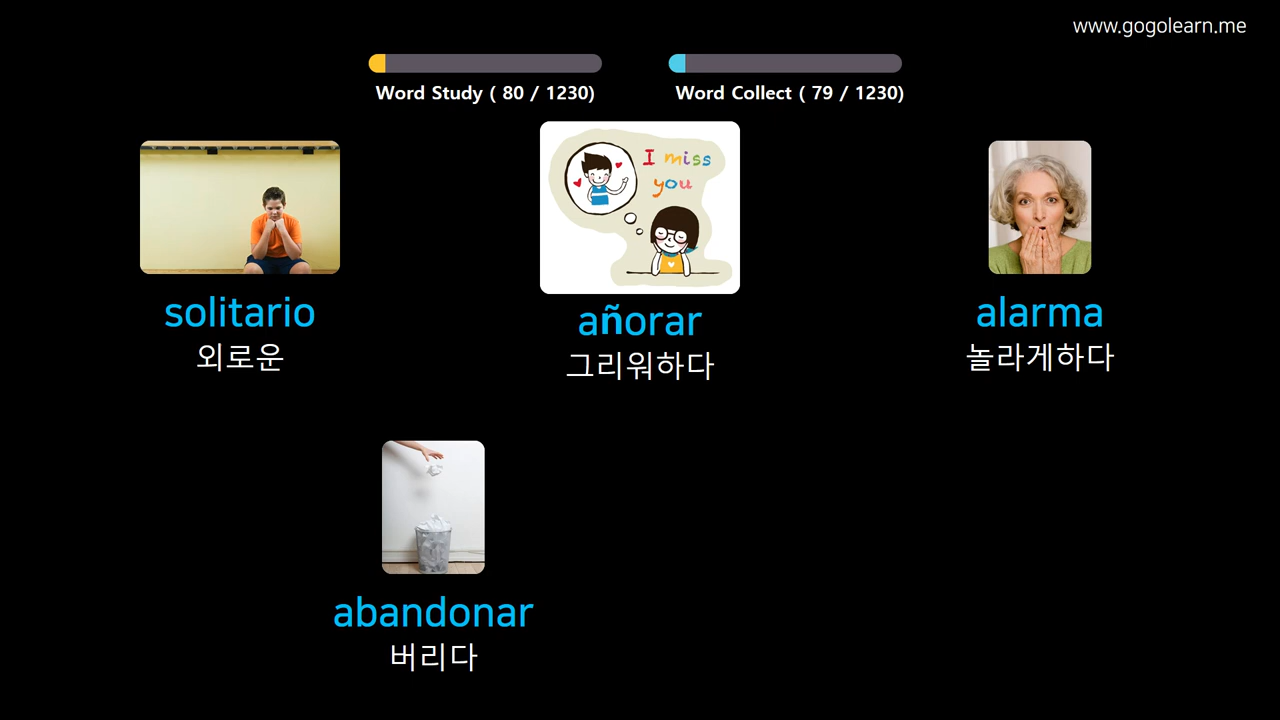 www.gogolearn.me
Word Study ( 80 / 1230)
Word Collect ( 79 / 1230)
I miss
you
solitario
외로운
añorar
그리워하다
alarma
놀라게하다
abandonar
버리다